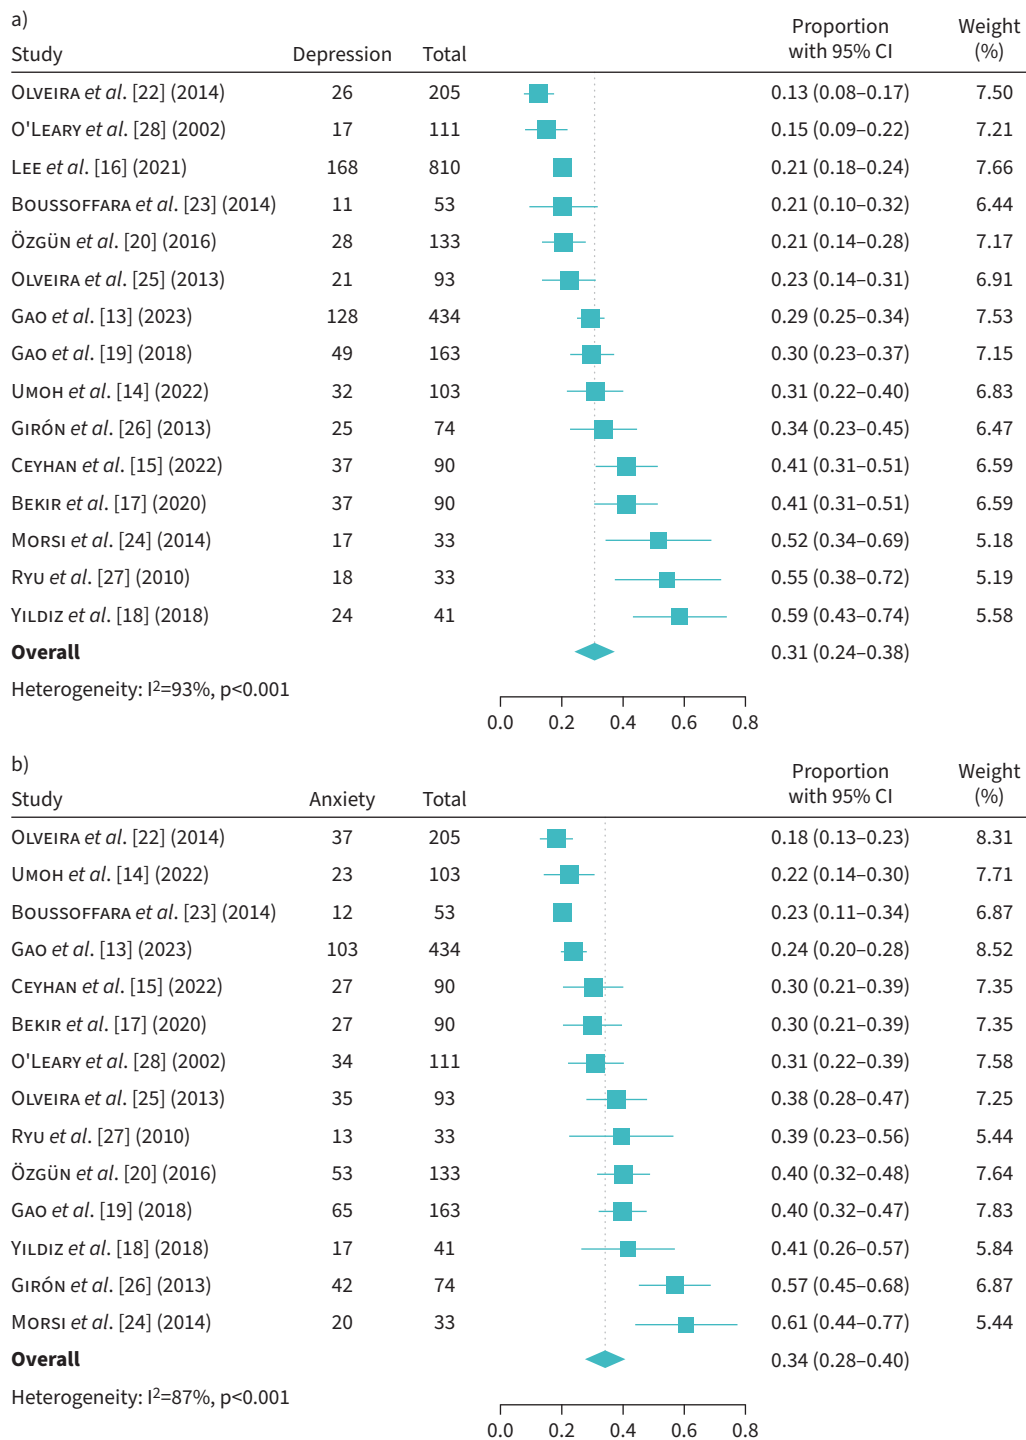 a)
Study Depression Total Proportion with 95% CI Weight (%)
OLVEIRA et al. [22] (2014) 26 205 0.13 (0.08–0.17) 7.50
O'LEARY et al. [28] (2002) 17 111 0.15 (0.09–0.22) 7.21
LEE et al. [16] (2021) 168 810 0.21 (0.18–0.24) 7.66
BOUSSOFFARA et al. [23] (2014) 11 53 0.21 (0.10–0.32) 6.44
ÖZGÜN et al. [20] (2016) 28 133 0.21 (0.14–0.28) 7.17
OLVEIRA et al. [25] (2013) 21 93 0.23 (0.14–0.31) 6.91
GAO et al. [13] (2023) 128 434 0.29 (0.25–0.34) 7.53
GAO et al. [19] (2018) 49 163 0.30 (0.23–0.37) 7.15
UMOH et al. [14] (2022) 32 103 0.31 (0.22–0.40) 6.83
GIRÓN et al. [26] (2013) 25 74 0.34 (0.23–0.45) 6.47
CEYHAN et al. [15] (2022) 37 90 0.41 (0.31–0.51) 6.59
BEKIR et al. [17] (2020) 37 90 0.41 (0.31–0.51) 6.59
MORSI et al. [24] (2014) 17 33 0.52 (0.34–0.69) 5.18
RYU et al. [27] (2010) 18 33 0.55 (0.38–0.72) 5.19
YILDIZ et al. [18] (2018) 24 41 0.59 (0.43–0.74) 5.58
Overall 0.31 (0.24–0.38)
Heterogeneity: I²=93%, p<0.001
0.0 0.2 0.4 0.6 0.8
b)
Study Anxiety Total Proportion with 95% CI Weight (%)
OLVEIRA et al. [22] (2014) 37 205 0.18 (0.13–0.23) 8.31
UMOH et al. [14] (2022) 23 103 0.22 (0.14–0.30) 7.71
BOUSSOFFARA et al. [23] (2014) 12 53 0.23 (0.11–0.34) 6.87
GAO et al. [13] (2023) 103 434 0.24 (0.20–0.28) 8.52
CEYHAN et al. [15] (2022) 27 90 0.30 (0.21–0.39) 7.35
BEKIR et al. [17] (2020) 27 90 0.30 (0.21–0.39) 7.35
O'LEARY et al. [28] (2002) 34 111 0.31 (0.22–0.39) 7.58
OLVEIRA et al. [25] (2013) 35 93 0.38 (0.28–0.47) 7.25
RYU et al. [27] (2010) 13 33 0.39 (0.23–0.56) 5.44
ÖZGÜN et al. [20] (2016) 53 133 0.40 (0.32–0.48) 7.64
GAO et al. [19] (2018) 65 163 0.40 (0.32–0.47) 7.83
YILDIZ et al. [18] (2018) 17 41 0.41 (0.26–0.57) 5.84
GIRÓN et al. [26] (2013) 42 74 0.57 (0.45–0.68) 6.87
MORSI et al. [24] (2014) 20 33 0.61 (0.44–0.77) 5.44
Overall 0.34 (0.28–0.40)
Heterogeneity: I²=87%, p<0.001
0.0 0.2 0.4 0.6 0.8